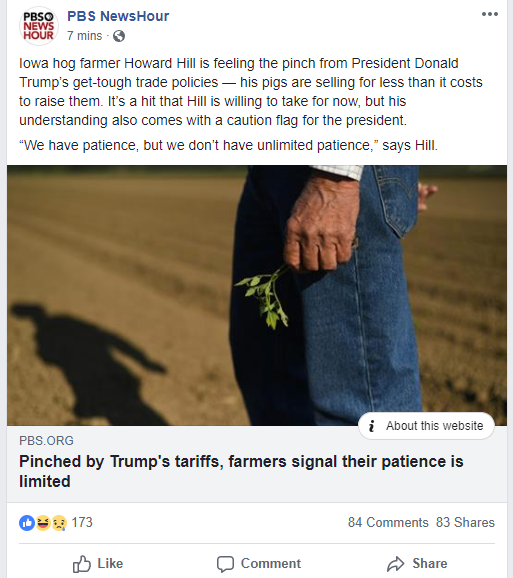 PBS NEWS HOUR
PBS NewsHour
7 mins ·
Iowa hog farmer Howard Hill is feeling the pinch from President Donald
Trump's get-tough trade policies — his pigs are selling for less than it costs
to raise them. It's a hit that Hill is willing to take for now, but his
understanding also comes with a caution flag for the president.
“We have patience, but we don’t have unlimited patience,” says Hill.
i About this website
PBS.ORG
Pinched by Trump's tariffs, farmers signal their patience is
limited
173 84 Comments 83 Shares
Like Comment Share